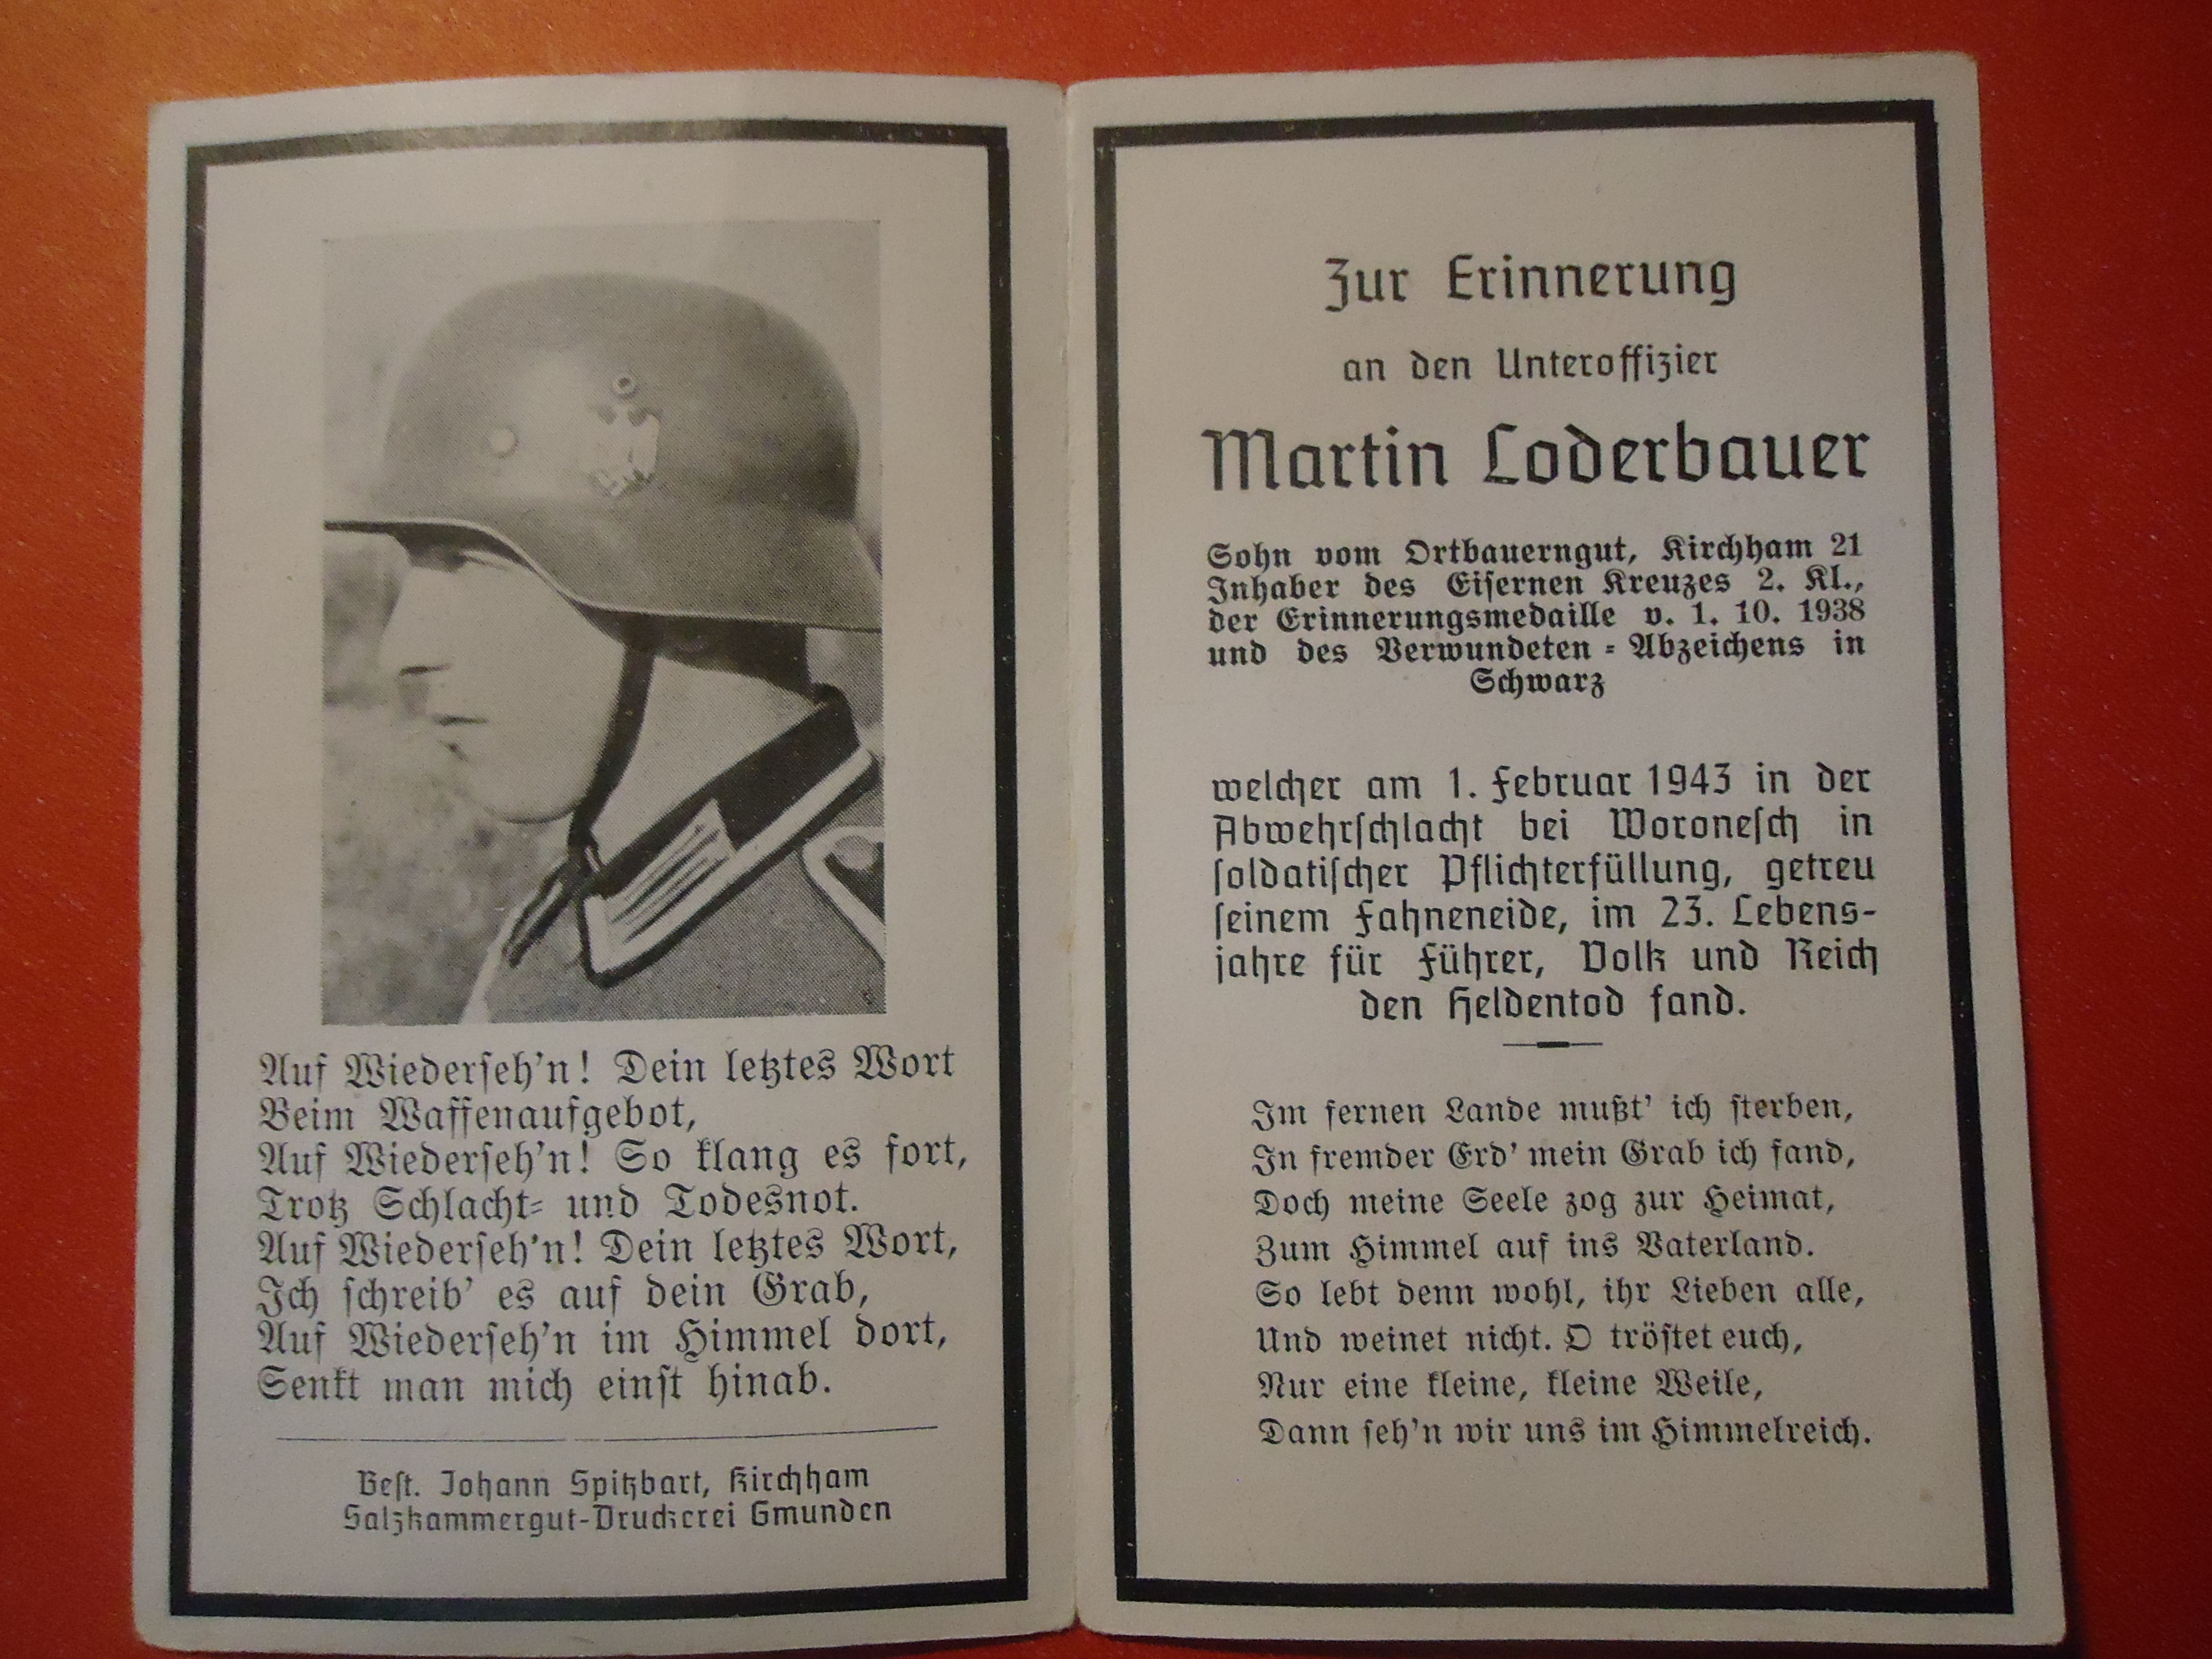 Auf Wiederseh'n! Dein letztes Wort
Beim Waffenaufgebot,
Auf Wiederseh'n! So klang es fort,
Trotz Schlacht- und Todesnot.
Auf Wiederseh'n! Dein letztes Wort,
Ich schreib' es auf dein Grab,
Auf Wiederseh'n im Himmel dort,
Senkt man mich einst hinab.
Best. Johann Spitzbart, Kirchham
Salzkammergut-Druckerei Gmunden
Zur Erinnerung
an den Unteroffizier
Martin Loderbauer
Sohn vom Ortbauerngut, Kirchham 21
Inhaber des Eisernen Kreuzes 2. Kl.,
der Erinnerungsmedaille v. 1. 10. 1938
und des Verwundeten-Abzeichens in
Schwarz
welcher am 1. Februar 1943 in der
Abwehrschlacht bei Woronesch in
soldatischer Pflichterfüllung, getreu
seinem Fahneneide, im 23. Lebens-
jahre für Führer, Volk und Reich
den Heldentod fand.
Im fernen Lande mußt' ich sterben,
In fremder Erd' mein Grab ich fand,
Doch meine Seele zog zur Heimat,
Zum Himmel auf ins Vaterland.
So lebt denn wohl, ihr Lieben alle,
Und weinet nicht. O tröstet euch,
Nur eine kleine, kleine Weile,
Dann seh'n wir uns im Himmelreich.